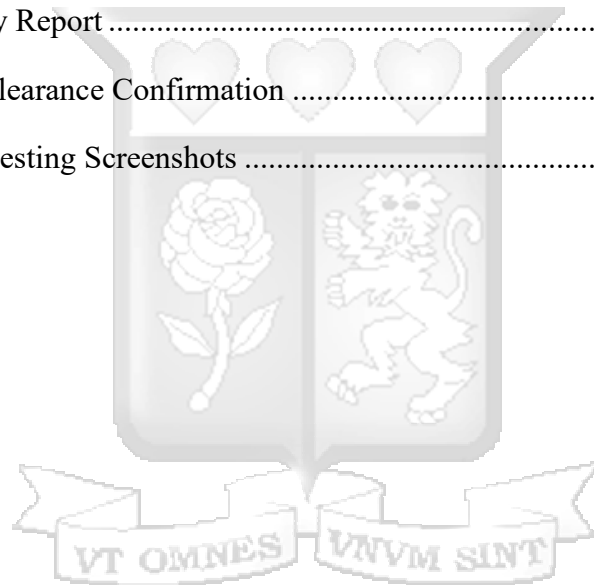 y Report ................................................................
learance Confirmation ........................................
esting Screenshots ..............................................
VT OMNES VNVM SINT